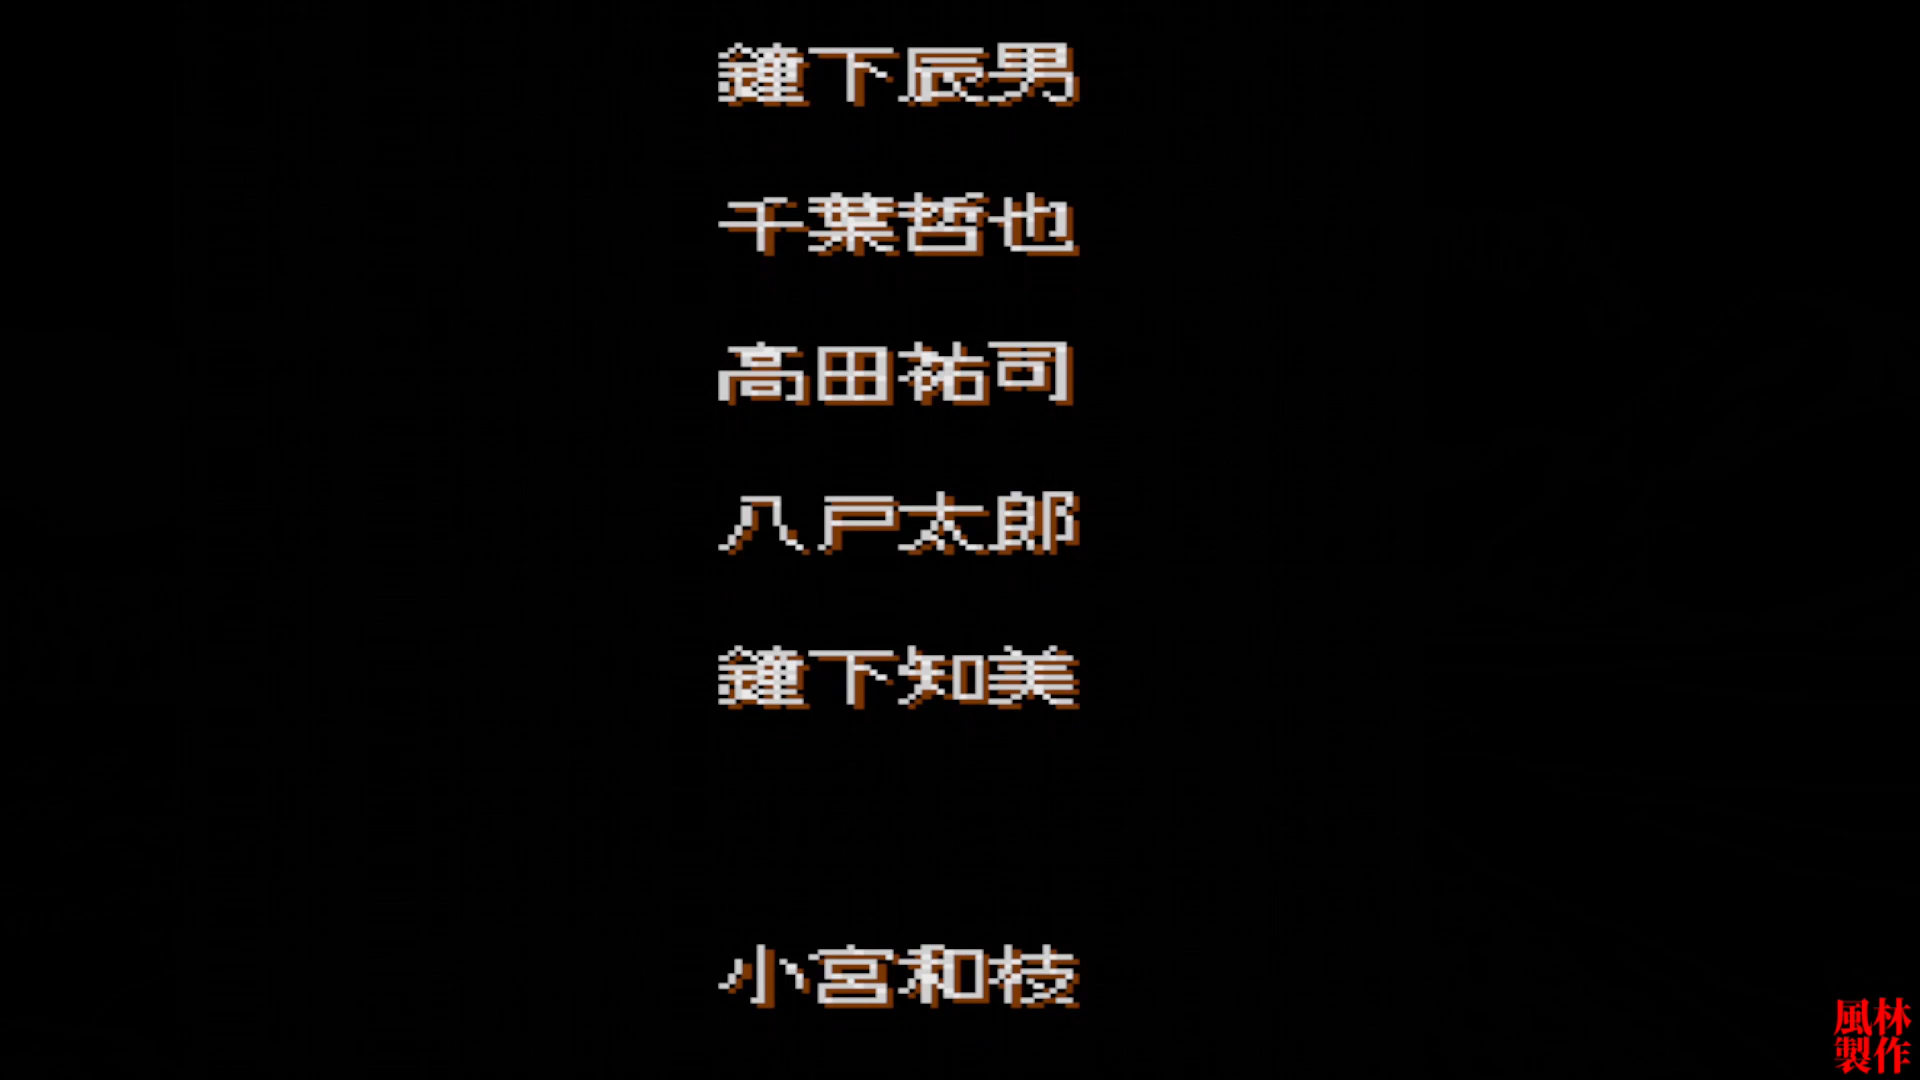 鐘下辰男
千葉哲也
高田祐司
八戸太郎
鐘下知美
小宮和枝
風林
製作